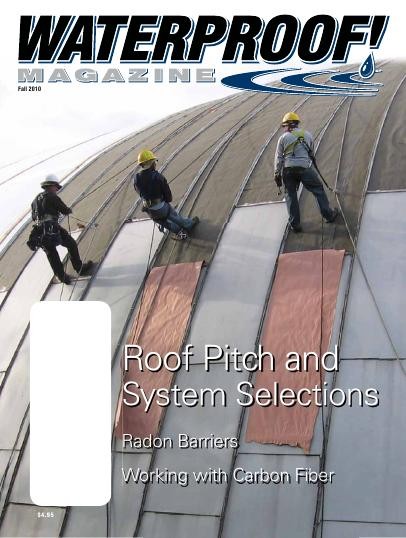 WATERPROOF!
MAGAZINE
Fall 2010
Roof Pitch and
System Selections
Radon Barriers
Working with Carbon Fiber
$4.95